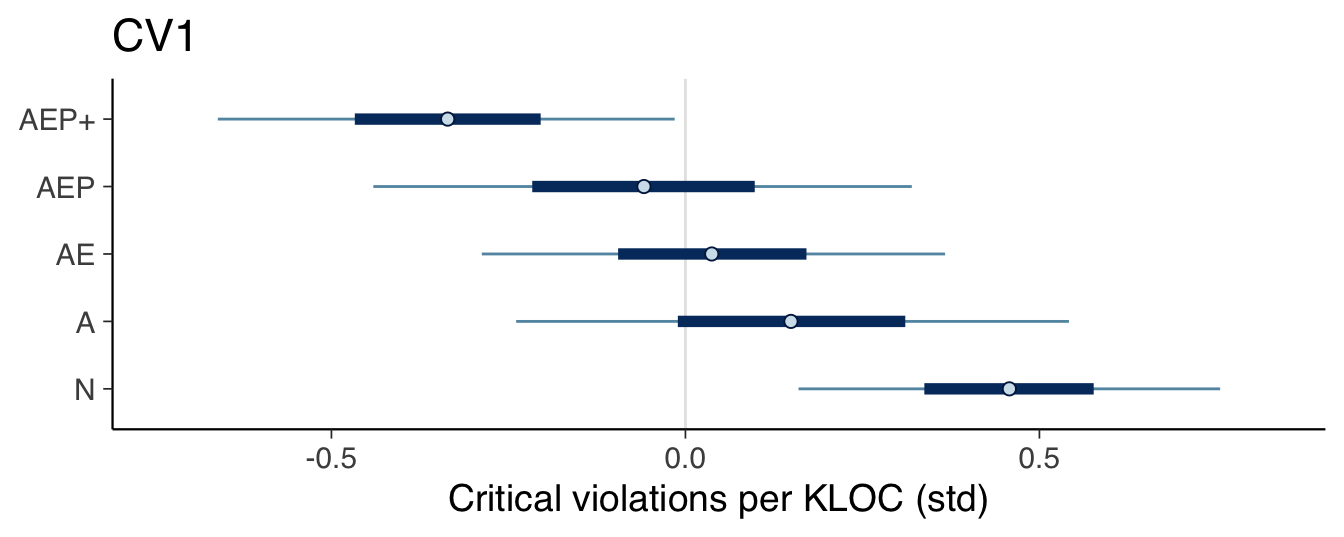 CV1
AEP+
AEP
AE
A
N
-0.5 0.0 0.5
Critical violations per KLOC (std)